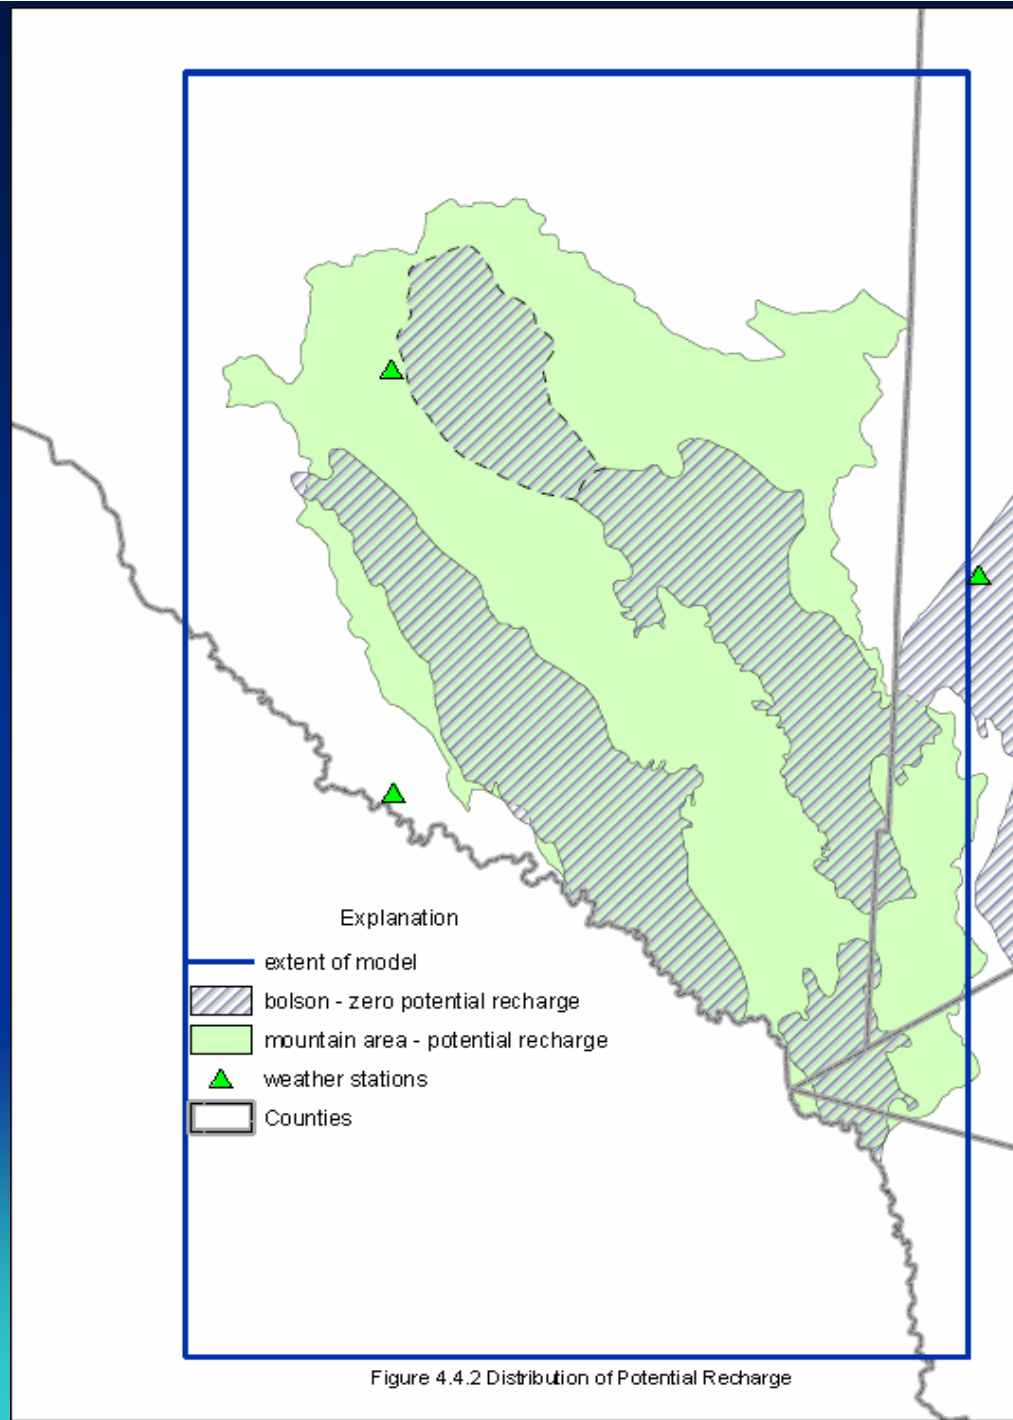 Explanation
extent of model
bolson - zero potential recharge
mountain area - potential recharge
weather stations
Counties
Figure 4.4.2 Distribution of Potential Recharge